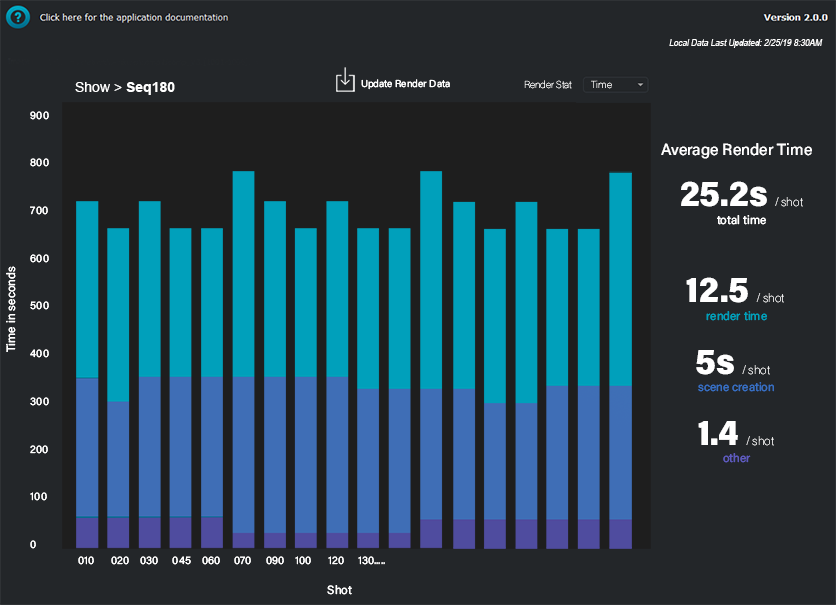 ?
Click here for the application documentation
Version 2.0.0
Local Data Last Updated: 2/25/19 8:30AM
Show > Seq180
Update Render Data
Render Stat
Time
900
800
700
600
500
400
300
200
100
0
Time in seconds
010 020 030 045 060 070 090 100 120 130.....
Shot
Average Render Time
25.2s / shot
total time
12.5 / shot
render time
5s / shot
scene creation
1.4 / shot
other